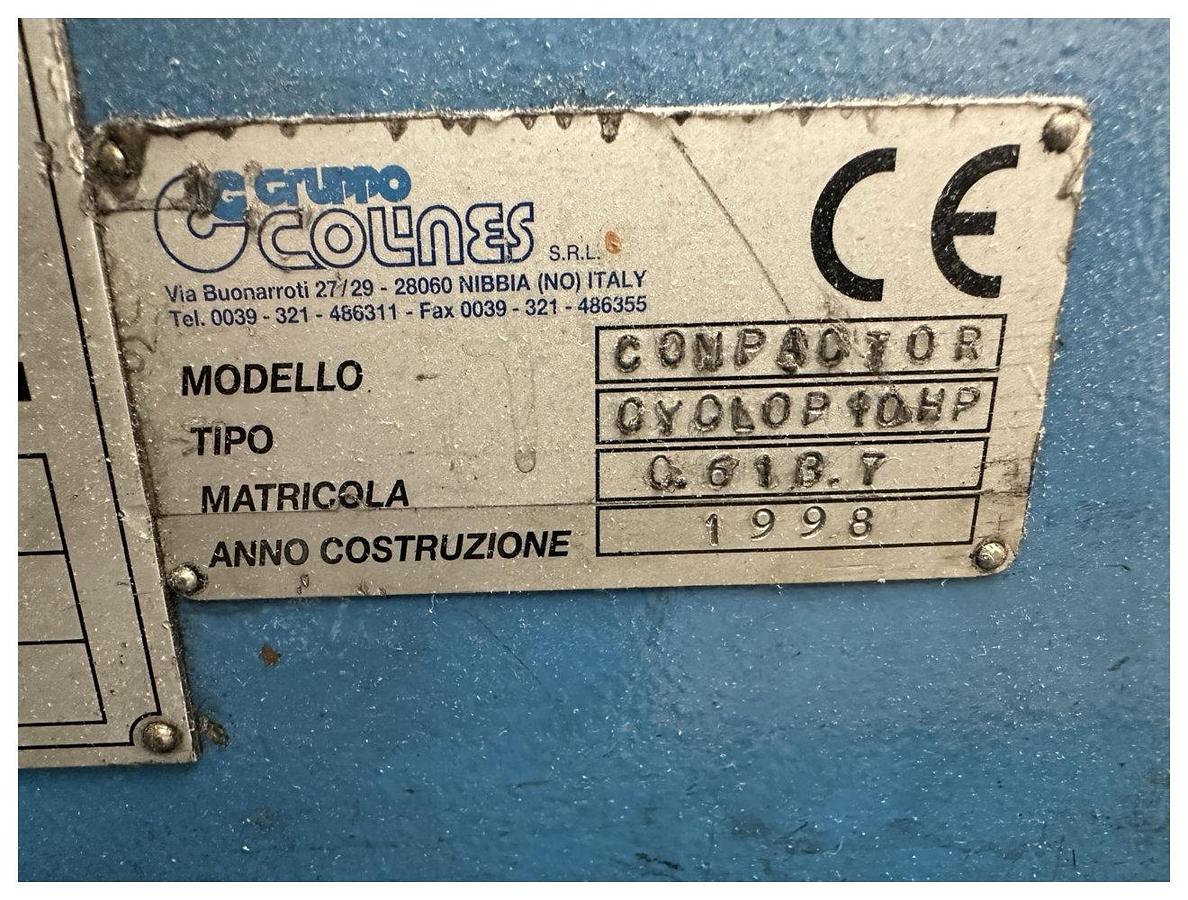 GRUPPO
COLINES S.R.L.
Via Buonarroti 27/29 - 28060 NIBBIA (NO) ITALY
Tel. 0039 - 321 - 486311 - Fax 0039 - 321 - 486355
CE
MODELLO COMPACTOR
TIPO CYCLOP 10HP
MATRICOLA
ANNO COSTRUZIONE 1998